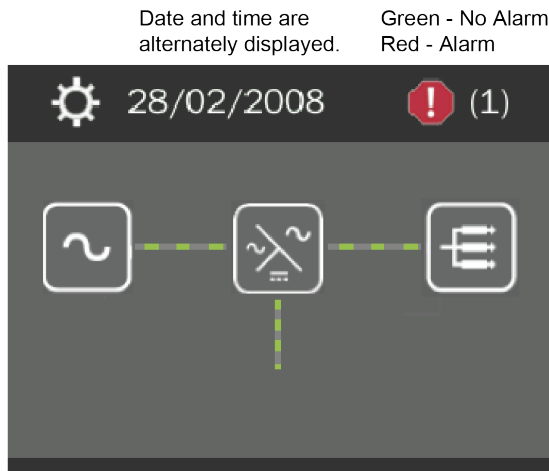 Date and time are
alternately displayed.
Green - No Alarm
Red - Alarm
28/02/2008
! (1)